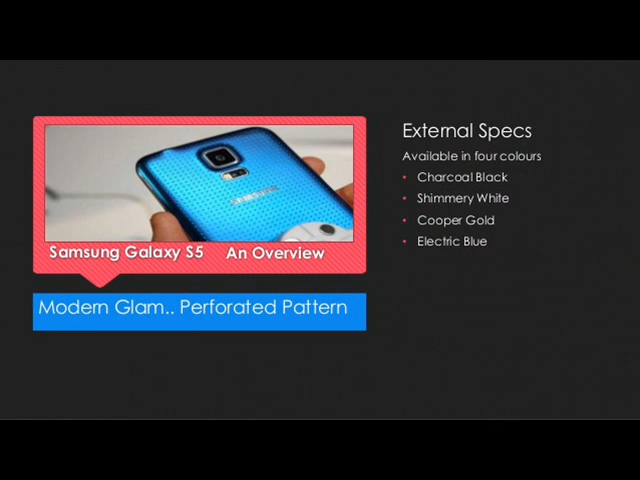 SAMSUNG
Samsung Galaxy S5 An Overview
Modern Glam.. Perforated Pattern
External Specs
Available in four colours
• Charcoal Black
• Shimmery White
• Cooper Gold
• Electric Blue